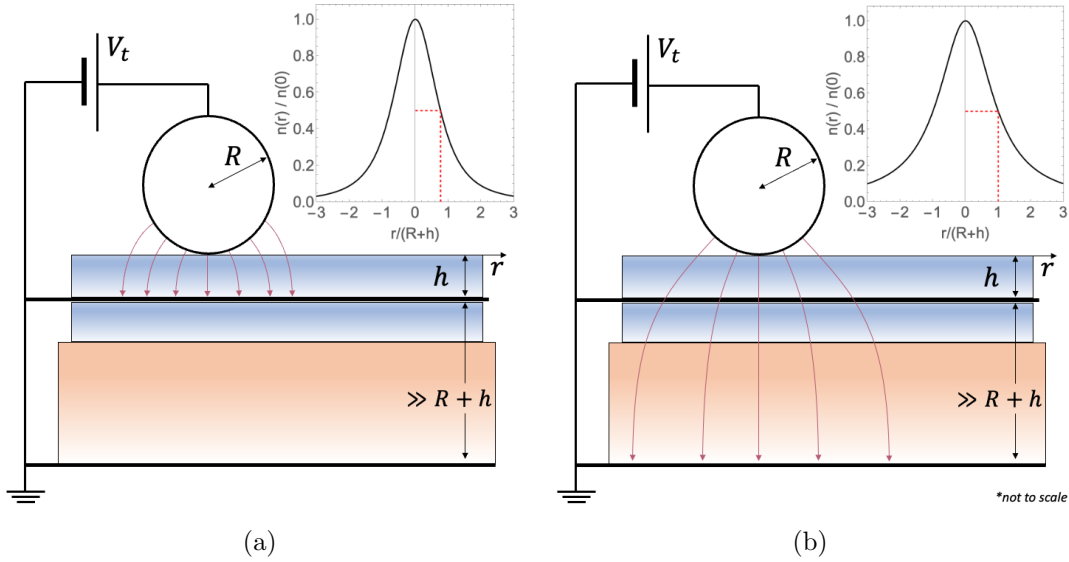 V_t
R
h
r
≫ R + h
n(r) / n(0)
1.0
0.8
0.6
0.4
0.2
0.0
−3 −2 −1 0 1 2 3
r/(R+h)
(a)
V_t
R
h
r
≫ R + h
n(r) / n(0)
1.0
0.8
0.6
0.4
0.2
0.0
−3 −2 −1 0 1 2 3
r/(R+h)
*not to scale
(b)